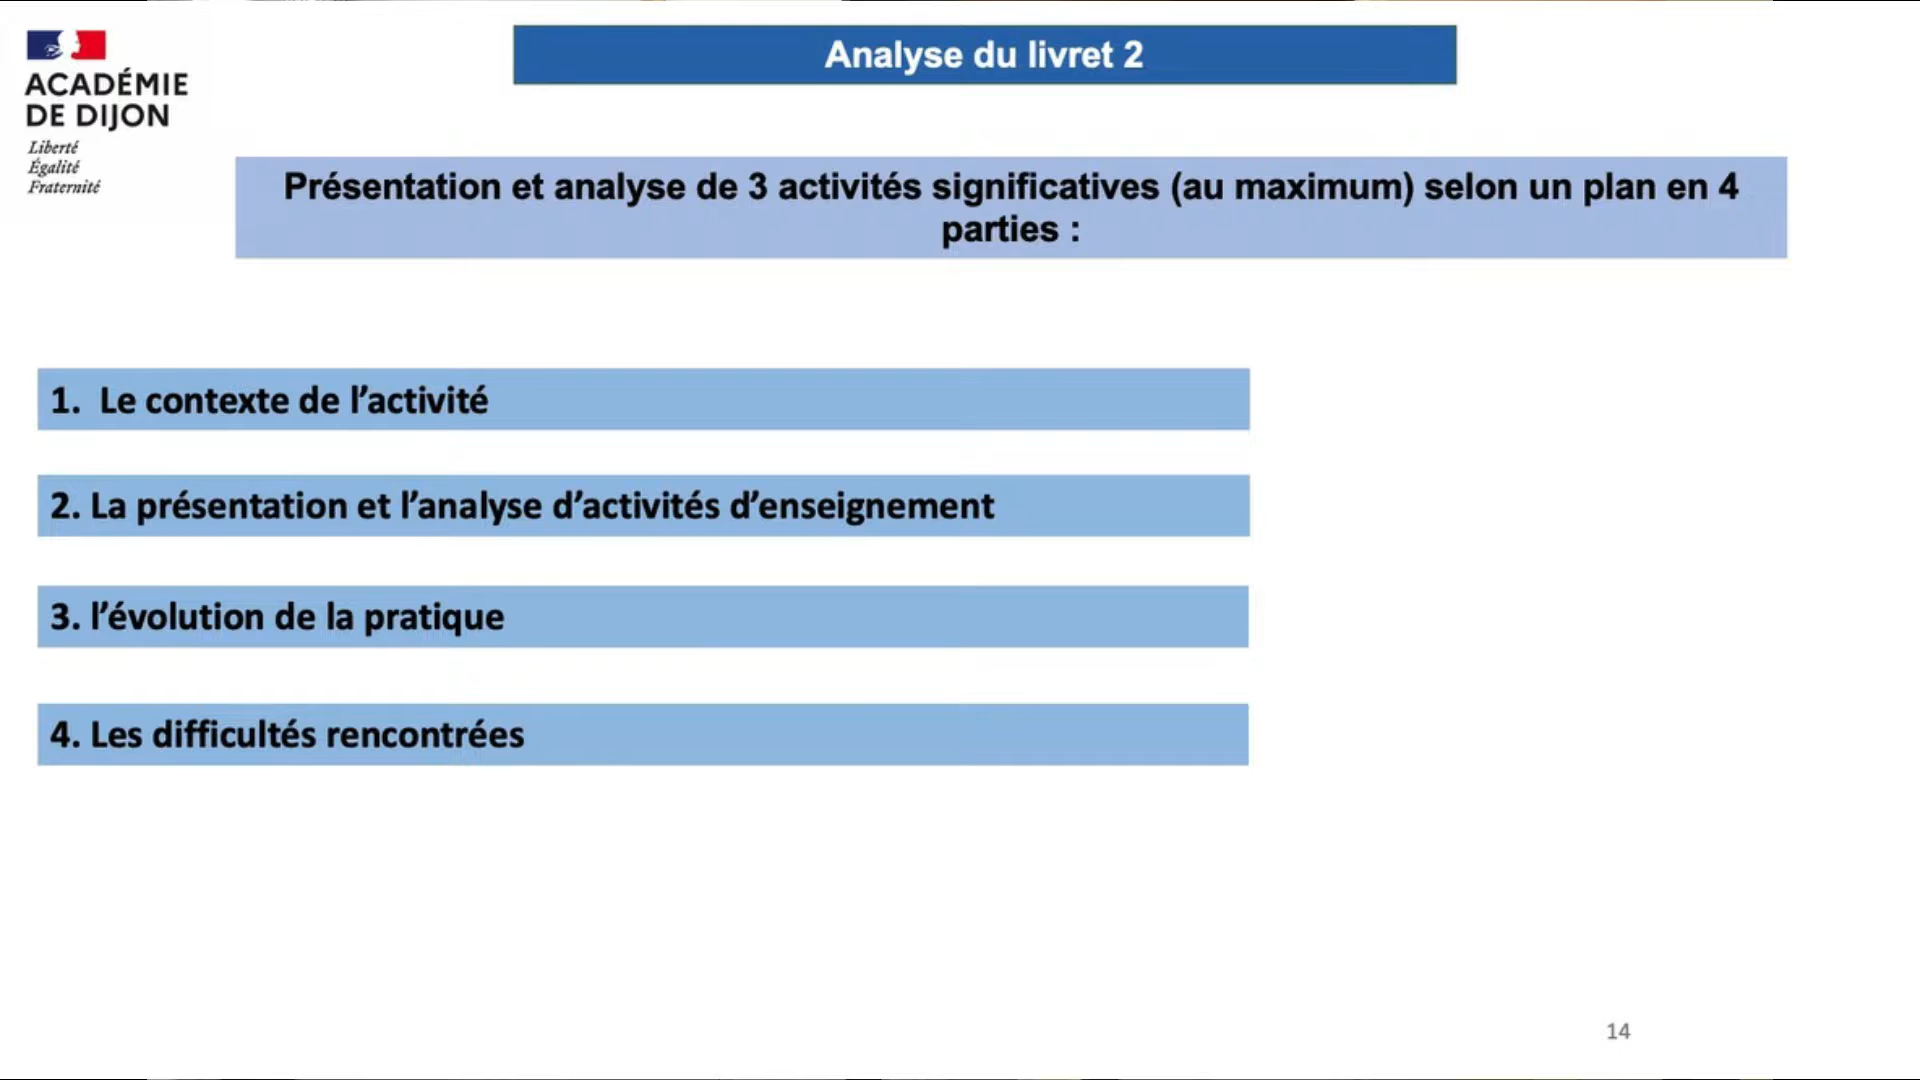 ACADÉMIE
DE DIJON
Liberté
Égalité
Fraternité
Analyse du livret 2
Présentation et analyse de 3 activités significatives (au maximum) selon un plan en 4
parties :
1. Le contexte de l’activité
2. La présentation et l’analyse d’activités d’enseignement
3. l’évolution de la pratique
4. Les difficultés rencontrées
14